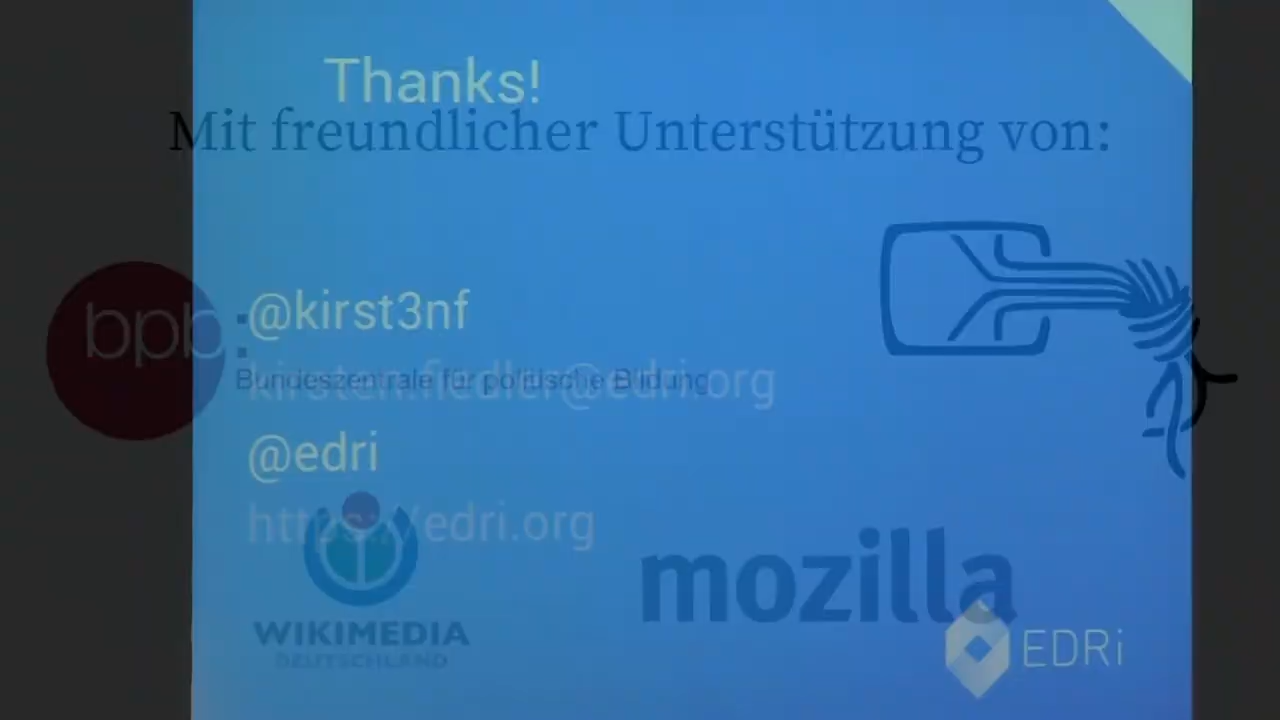 Thanks!
Mit freundlicher Unterstützung von:
bpb:
@kirst3nf
kirsten.fiedler@edri.org
Bundeszentrale für politische Bildung
@edri
https://edri.org
WIKIMEDIA
DEUTSCHLAND
mozilla
EDRi